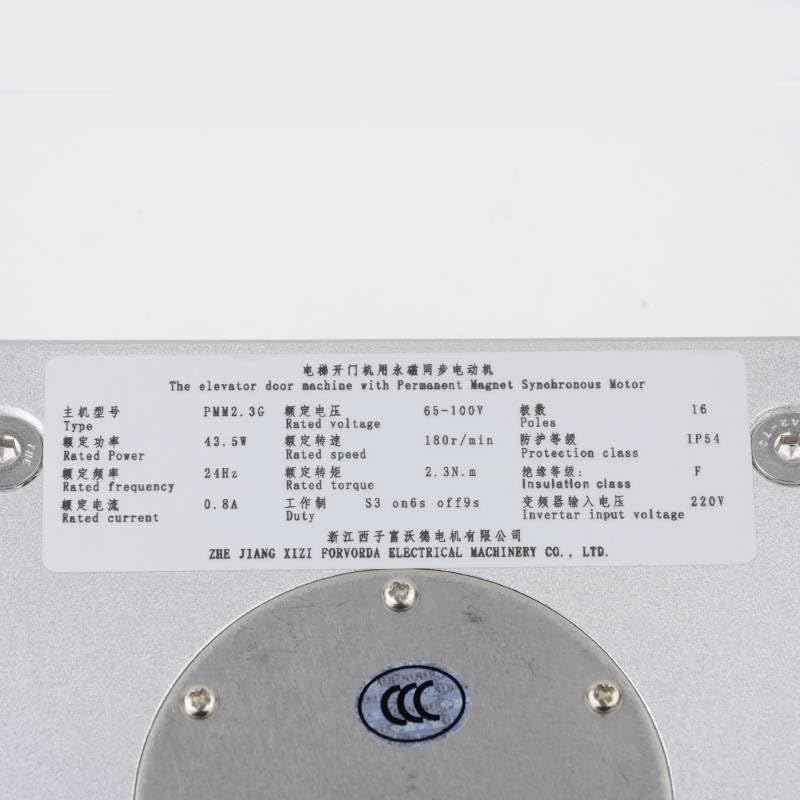 电梯开门机用永磁同步电动机
The elevator door machine with Permanent Magnet Synchronous Motor
主机型号 PMM2.3G 额定电压 65-100V 极数 16
Type Rated voltage Poles
额定功率 43.5W 额定转速 180r/min 防护等级 IP54
Rated Power Rated speed Protection class
额定频率 24Hz 额定转矩 2.3N.m 绝缘等级: F
Rated frequency Rated torque Insulation class
额定电流 0.8A 工作制 S3 on6s off9s 变频器输入电压 220V
Rated current Duty Invertar input voltage
浙江西子富沃德电机有限公司
ZHE JIANG XIZI FORVORDA ELECTRICAL MACHINERY CO., LTD.
CCC